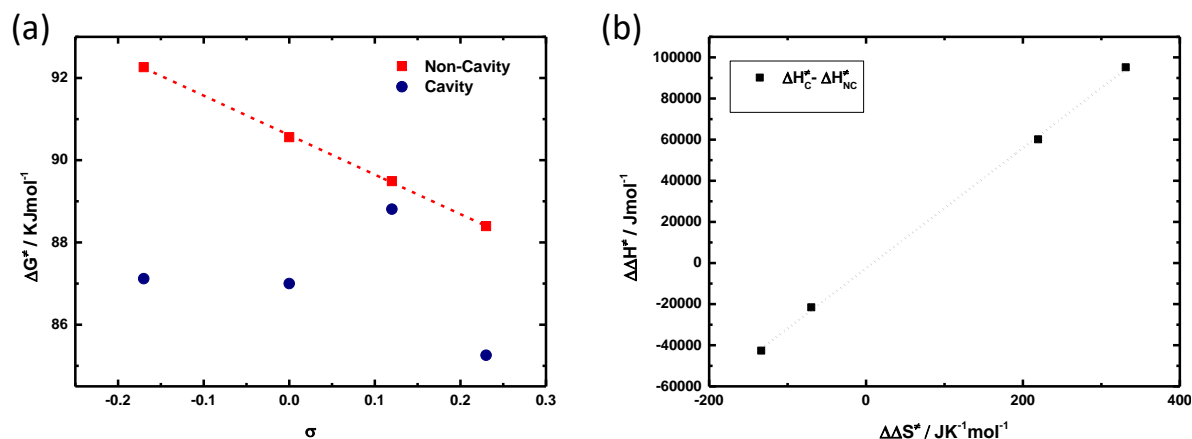 (a)
92
90
88
86
ΔG≠ / KJmol⁻¹
Non-Cavity
Cavity
-0.2 -0.1 0.0 0.1 0.2 0.3
σ
(b)
100000
80000
60000
40000
20000
0
-20000
-40000
-60000
ΔΔH≠ / Jmol⁻¹
ΔH≠C - ΔH≠NC
-200 0 200 400
ΔΔS≠ / JK⁻¹mol⁻¹